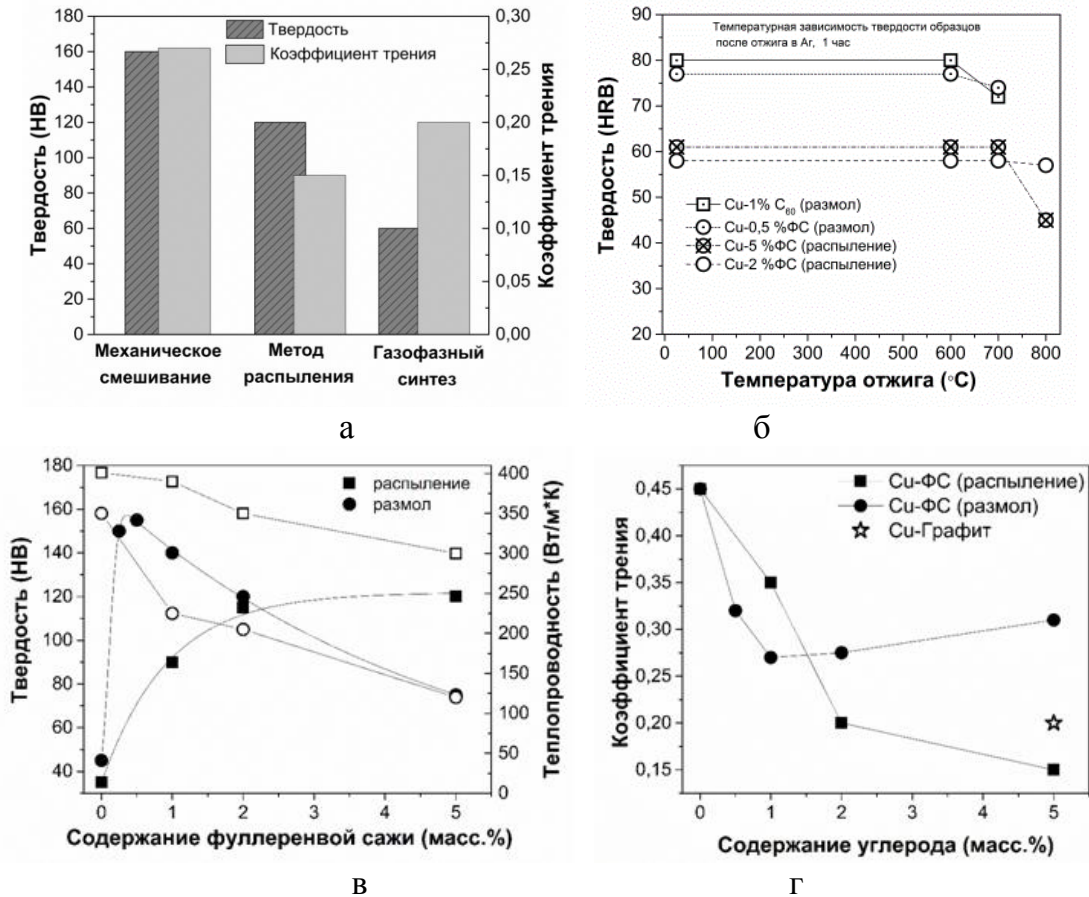 Твердость
Коэффициент трения
180
160
140
120
100
80
60
40
20
0
Твердость (HB)
0,30
0,25
0,20
0,15
0,10
0,05
0,00
Коэффициент трения
Механическое
смешивание
Метод
распыления
Газофазный
синтез
а
Температурная зависимость твердости образцов
после отжига в Ar, 1 час
90
80
70
60
50
40
30
20
Твердость (HRB)
Cu-1% C₆₀ (размол)
Cu-0,5 %ФС (размол)
Cu-5 %ФС (распыление)
Cu-2 %ФС (распыление)
0 100 200 300 400 500 600 700 800
Температура отжига (°С)
б
180
160
140
120
100
80
60
40
Твердость (HB)
распыление
размол
400
350
300
250
200
150
100
50
0
Теплопроводность (Вт/м*К)
0 1 2 3 4 5
Содержание фуллеренвой сажи (масс.%)
в
0,45
0,40
0,35
0,30
0,25
0,20
0,15
Коэффициент трения
Cu-ФС (распыление)
Cu-ФС (размол)
Cu-Графит
0 1 2 3 4 5
Содержание углерода (масс.%)
г